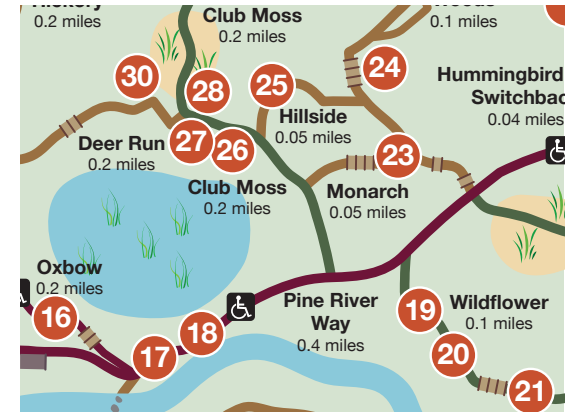 Club Moss
0.2 miles
0.2 miles
0.1 miles
30
28
25
24
Hummingbird
0.04 miles
Hillside
0.05 miles
Deer Run
0.2 miles
27
26
23
Club Moss
0.2 miles
Monarch
0.05 miles
Oxbow
0.2 miles
16
17
18
Pine River
Way
0.4 miles
19
Wildflower
0.1 miles
20
21